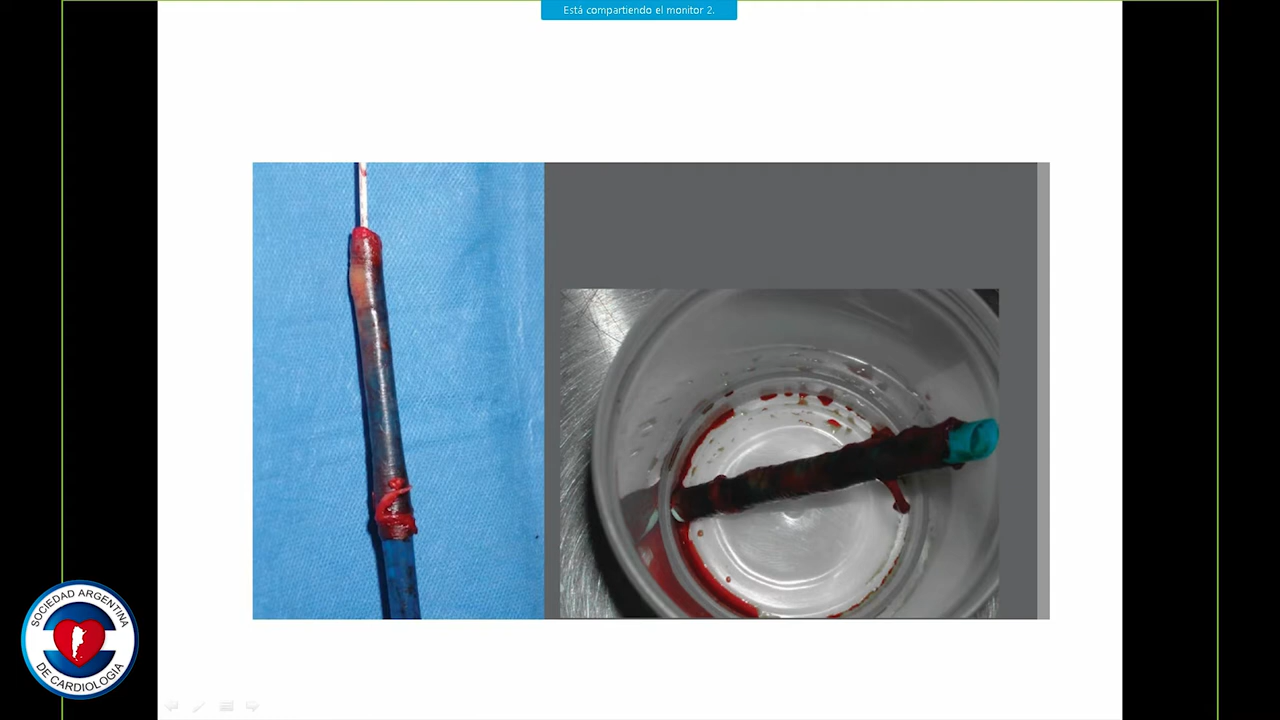 Está compartiendo el monitor 2.
SOCIEDAD ARGENTINA
DE CARDIOLOGIA